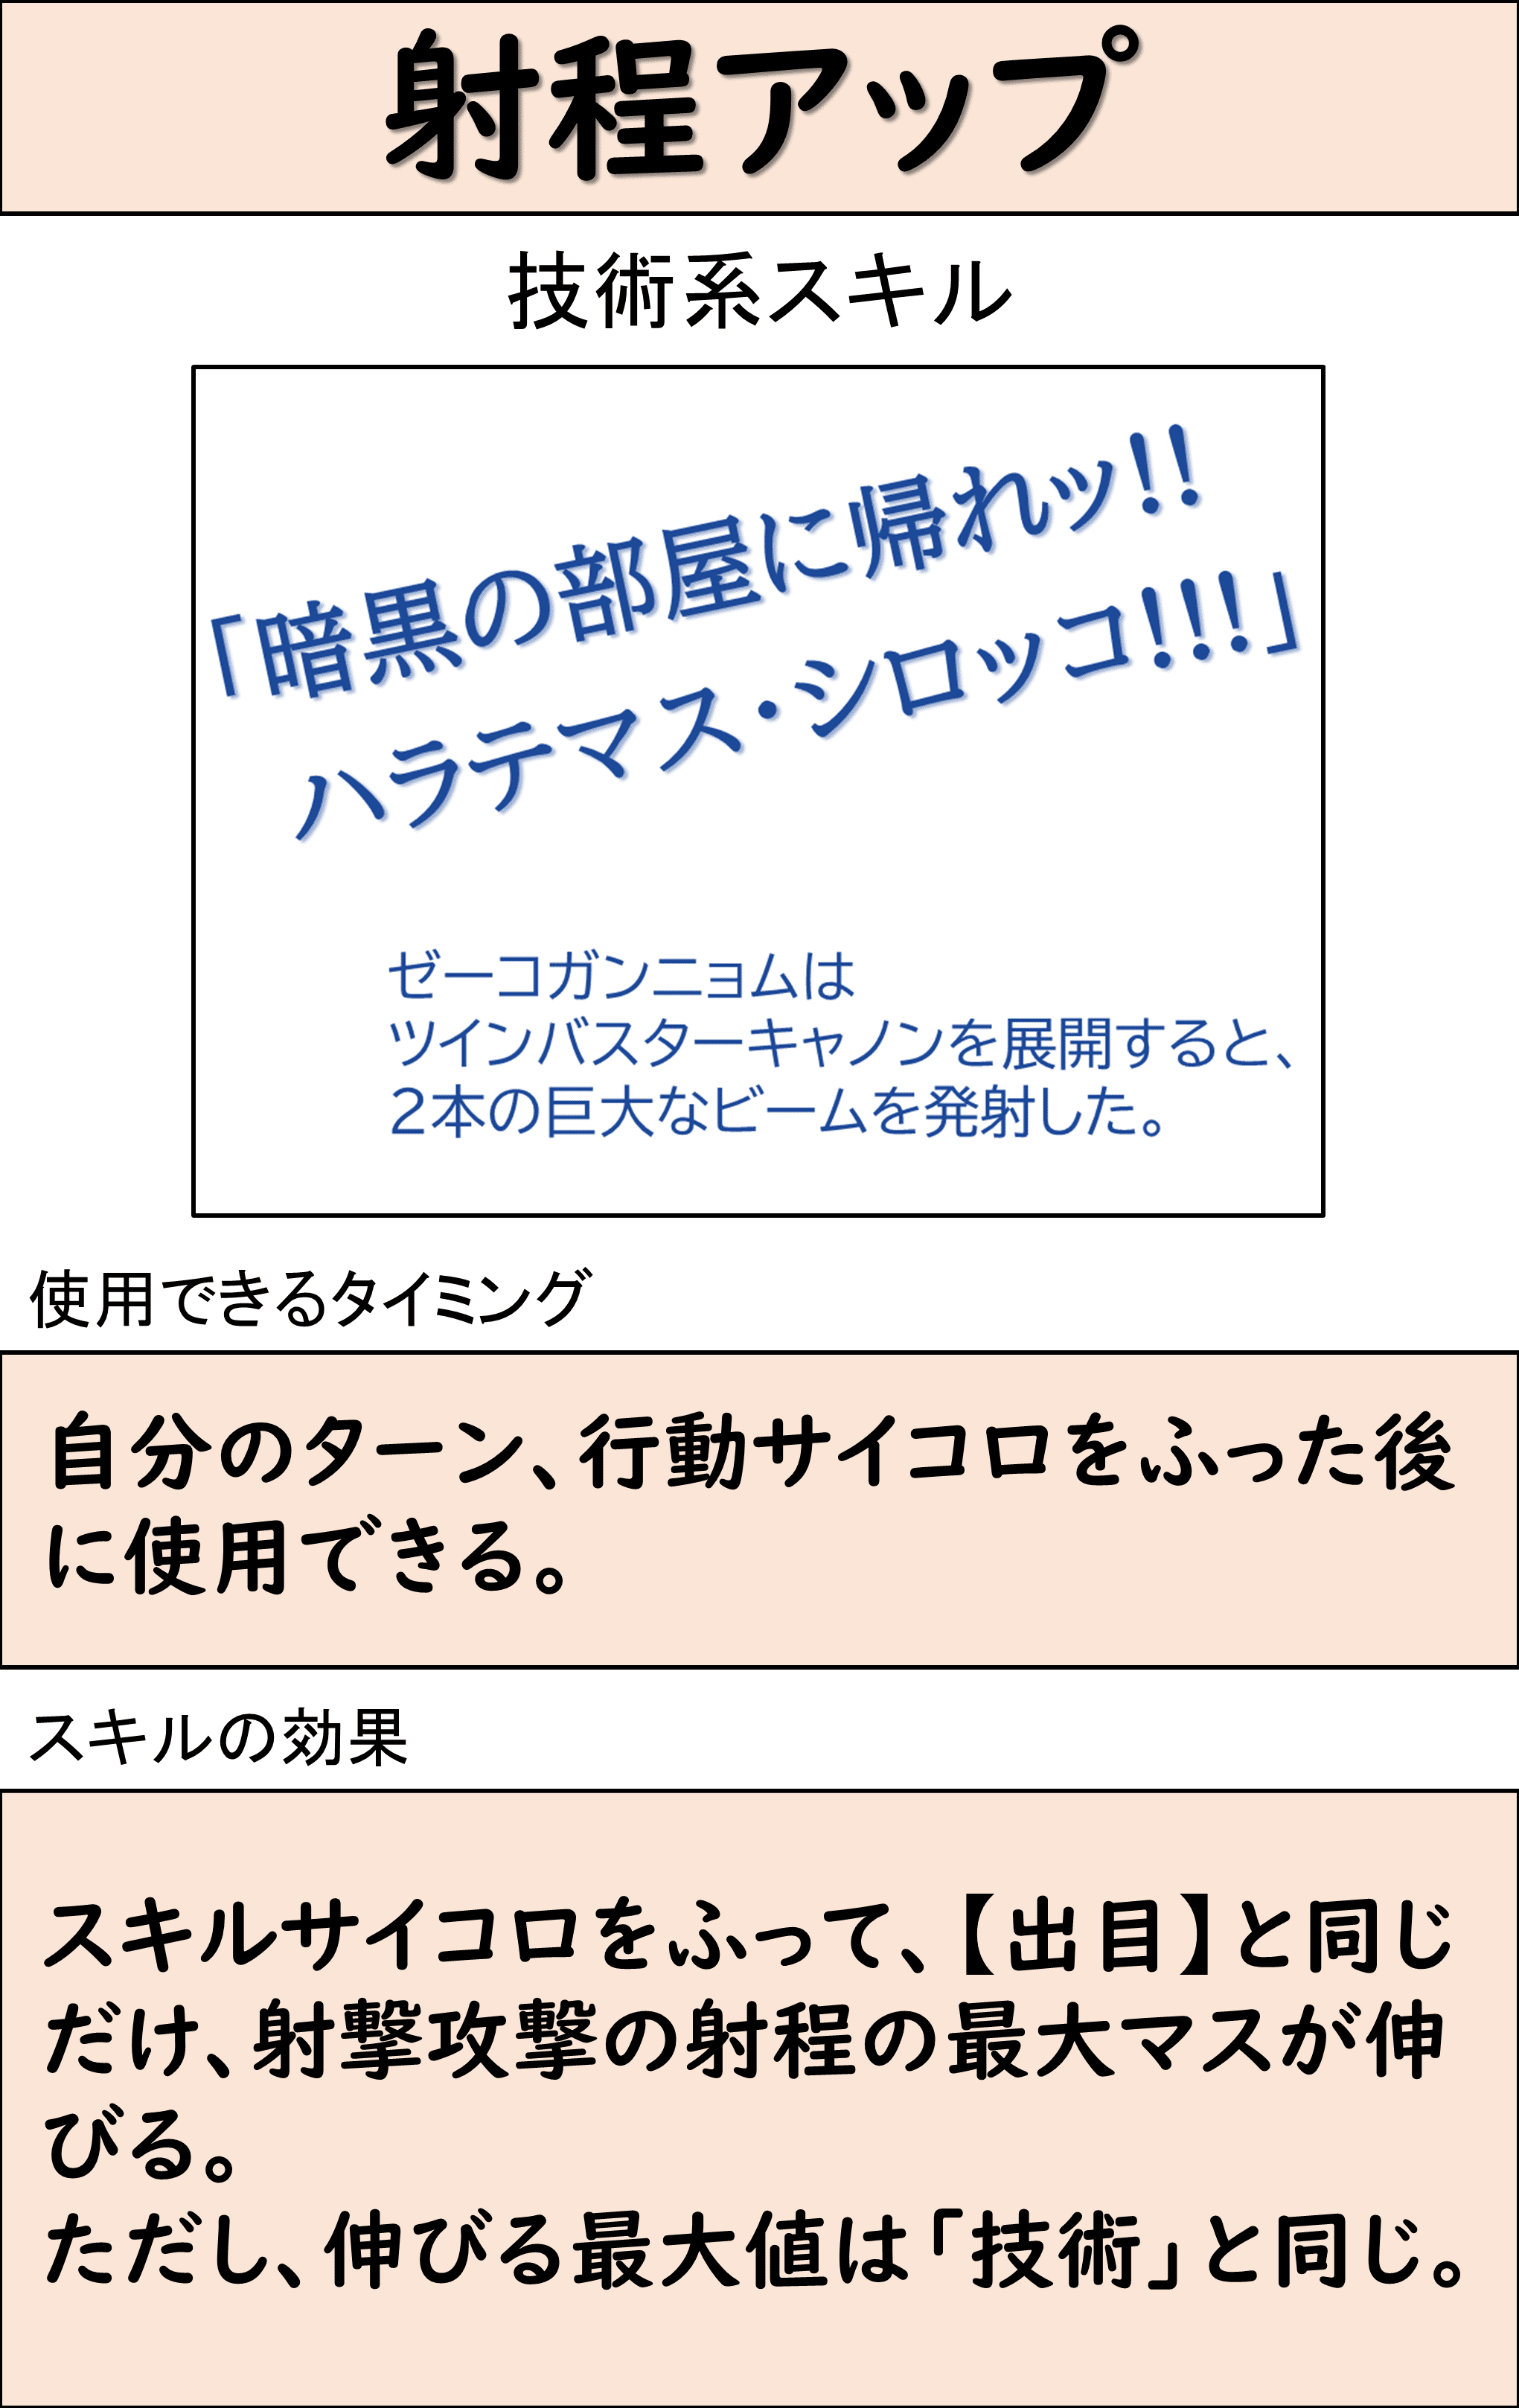 射程アップ
技術系スキル
「暗黒の部屋に帰れッ!!
ハラテマス・シロッコ!!!」
ゼーコガンニョムは
ツインバスターキャノンを展開すると、
2本の巨大なビームを発射した。
使用できるタイミング
自分のターン、行動サイコロをふった後
に使用できる。
スキルの効果
スキルサイコロをふって、【出目】と同じ
だけ、射撃攻撃の射程の最大マスが伸
びる。
ただし、伸びる最大値は「技術」と同じ。